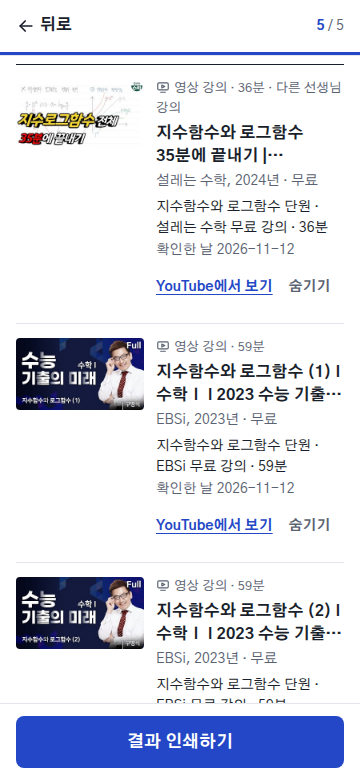 ← 뒤로
5 / 5
지수로그함수 전체
36분에 끝내기
영상 강의 · 36분 · 다른 선생님
강의
지수함수와 로그함수
35분에 끝내기 |⋯
설레는 수학, 2024년 · 무료
지수함수와 로그함수 단원 ·
설레는 수학 무료 강의 · 36분
확인한 날 2026-11-12
YouTube에서 보기
숨기기
Full
수능
수학 I
기출의 미래
지수함수와 로그함수 (1)
영상 강의 · 59분
지수함수와 로그함수 (1) I
수학Ⅰ I 2023 수능 기출⋯
EBSi, 2023년 · 무료
지수함수와 로그함수 단원 ·
EBSi 무료 강의 · 59분
확인한 날 2026-11-12
YouTube에서 보기
숨기기
Full
수능
수학 I
기출의 미래
지수함수와 로그함수 (2)
영상 강의 · 59분
지수함수와 로그함수 (2) I
수학Ⅰ I 2023 수능 기출⋯
EBSi, 2023년 · 무료
지수함수와 로그함수 단원 ·
EBSi 무료 강의 · 59분
결과 인쇄하기